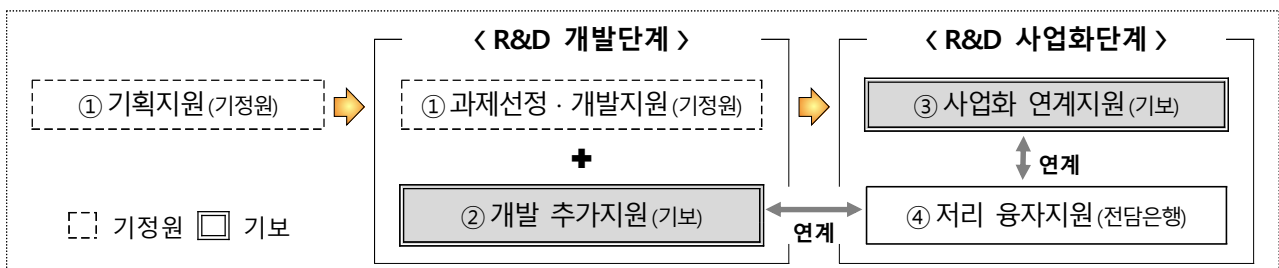 < R&D 개발단계 >
< R&D 사업화단계 >
① 기획지원 (기정원)
① 과제선정 · 개발지원 (기정원)
③ 사업화 연계지원 (기보)
+
연계
② 개발 추가지원 (기보)
연계
④ 저리 융자지원 (전담은행)
기정원 기보